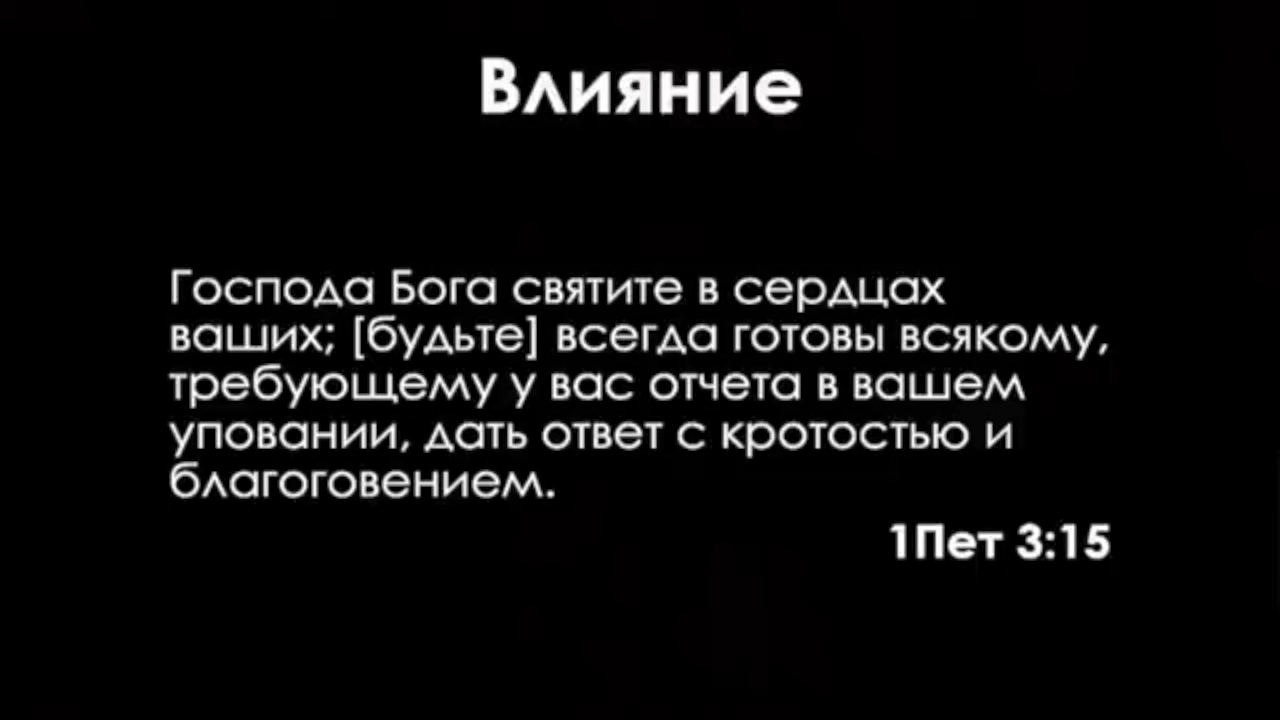 Влияние
Господа Бога святите в сердцах
ваших; [будьте] всегда готовы всякому,
требующему у вас отчета в вашем
уповании, дать ответ с кротостью и
благоговением.
1Пет 3:15